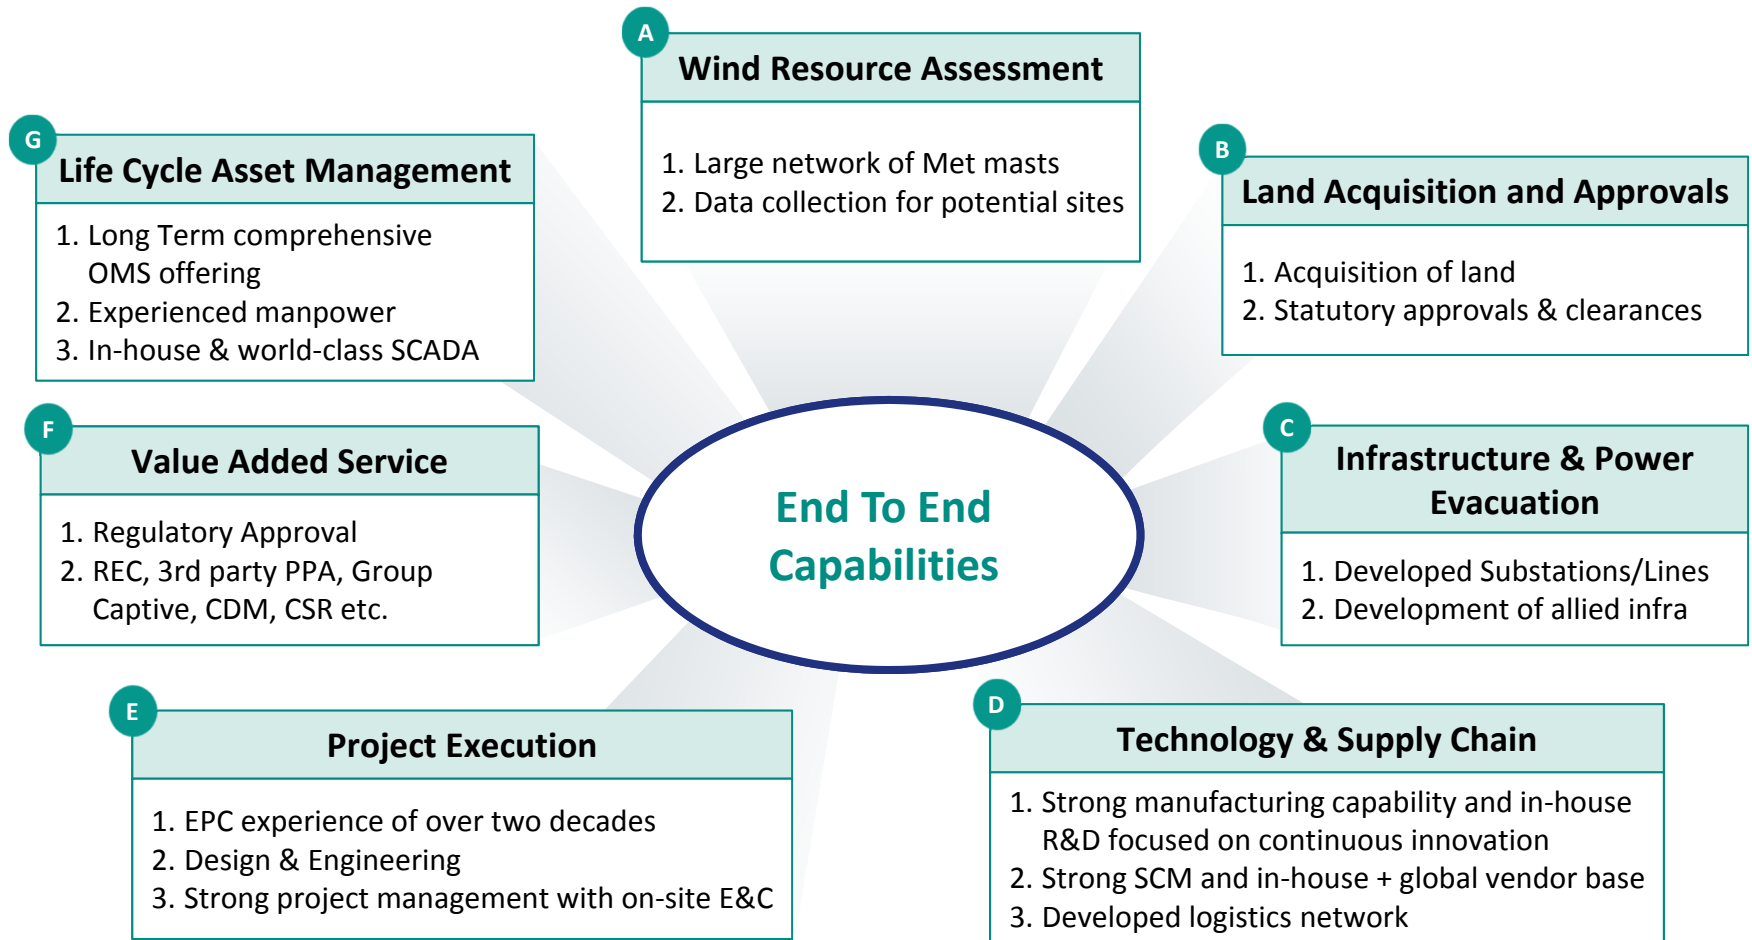 A
Wind Resource Assessment
1. Large network of Met masts
2. Data collection for potential sites
B
Land Acquisition and Approvals
1. Acquisition of land
2. Statutory approvals & clearances
C
Infrastructure & Power
Evacuation
1. Developed Substations/Lines
2. Development of allied infra
D
Technology & Supply Chain
1. Strong manufacturing capability and in-house
R&D focused on continuous innovation
2. Strong SCM and in-house + global vendor base
3. Developed logistics network
E
Project Execution
1. EPC experience of over two decades
2. Design & Engineering
3. Strong project management with on-site E&C
F
Value Added Service
1. Regulatory Approval
2. REC, 3rd party PPA, Group
Captive, CDM, CSR etc.
G
Life Cycle Asset Management
1. Long Term comprehensive
OMS offering
2. Experienced manpower
3. In-house & world-class SCADA
End To End
Capabilities